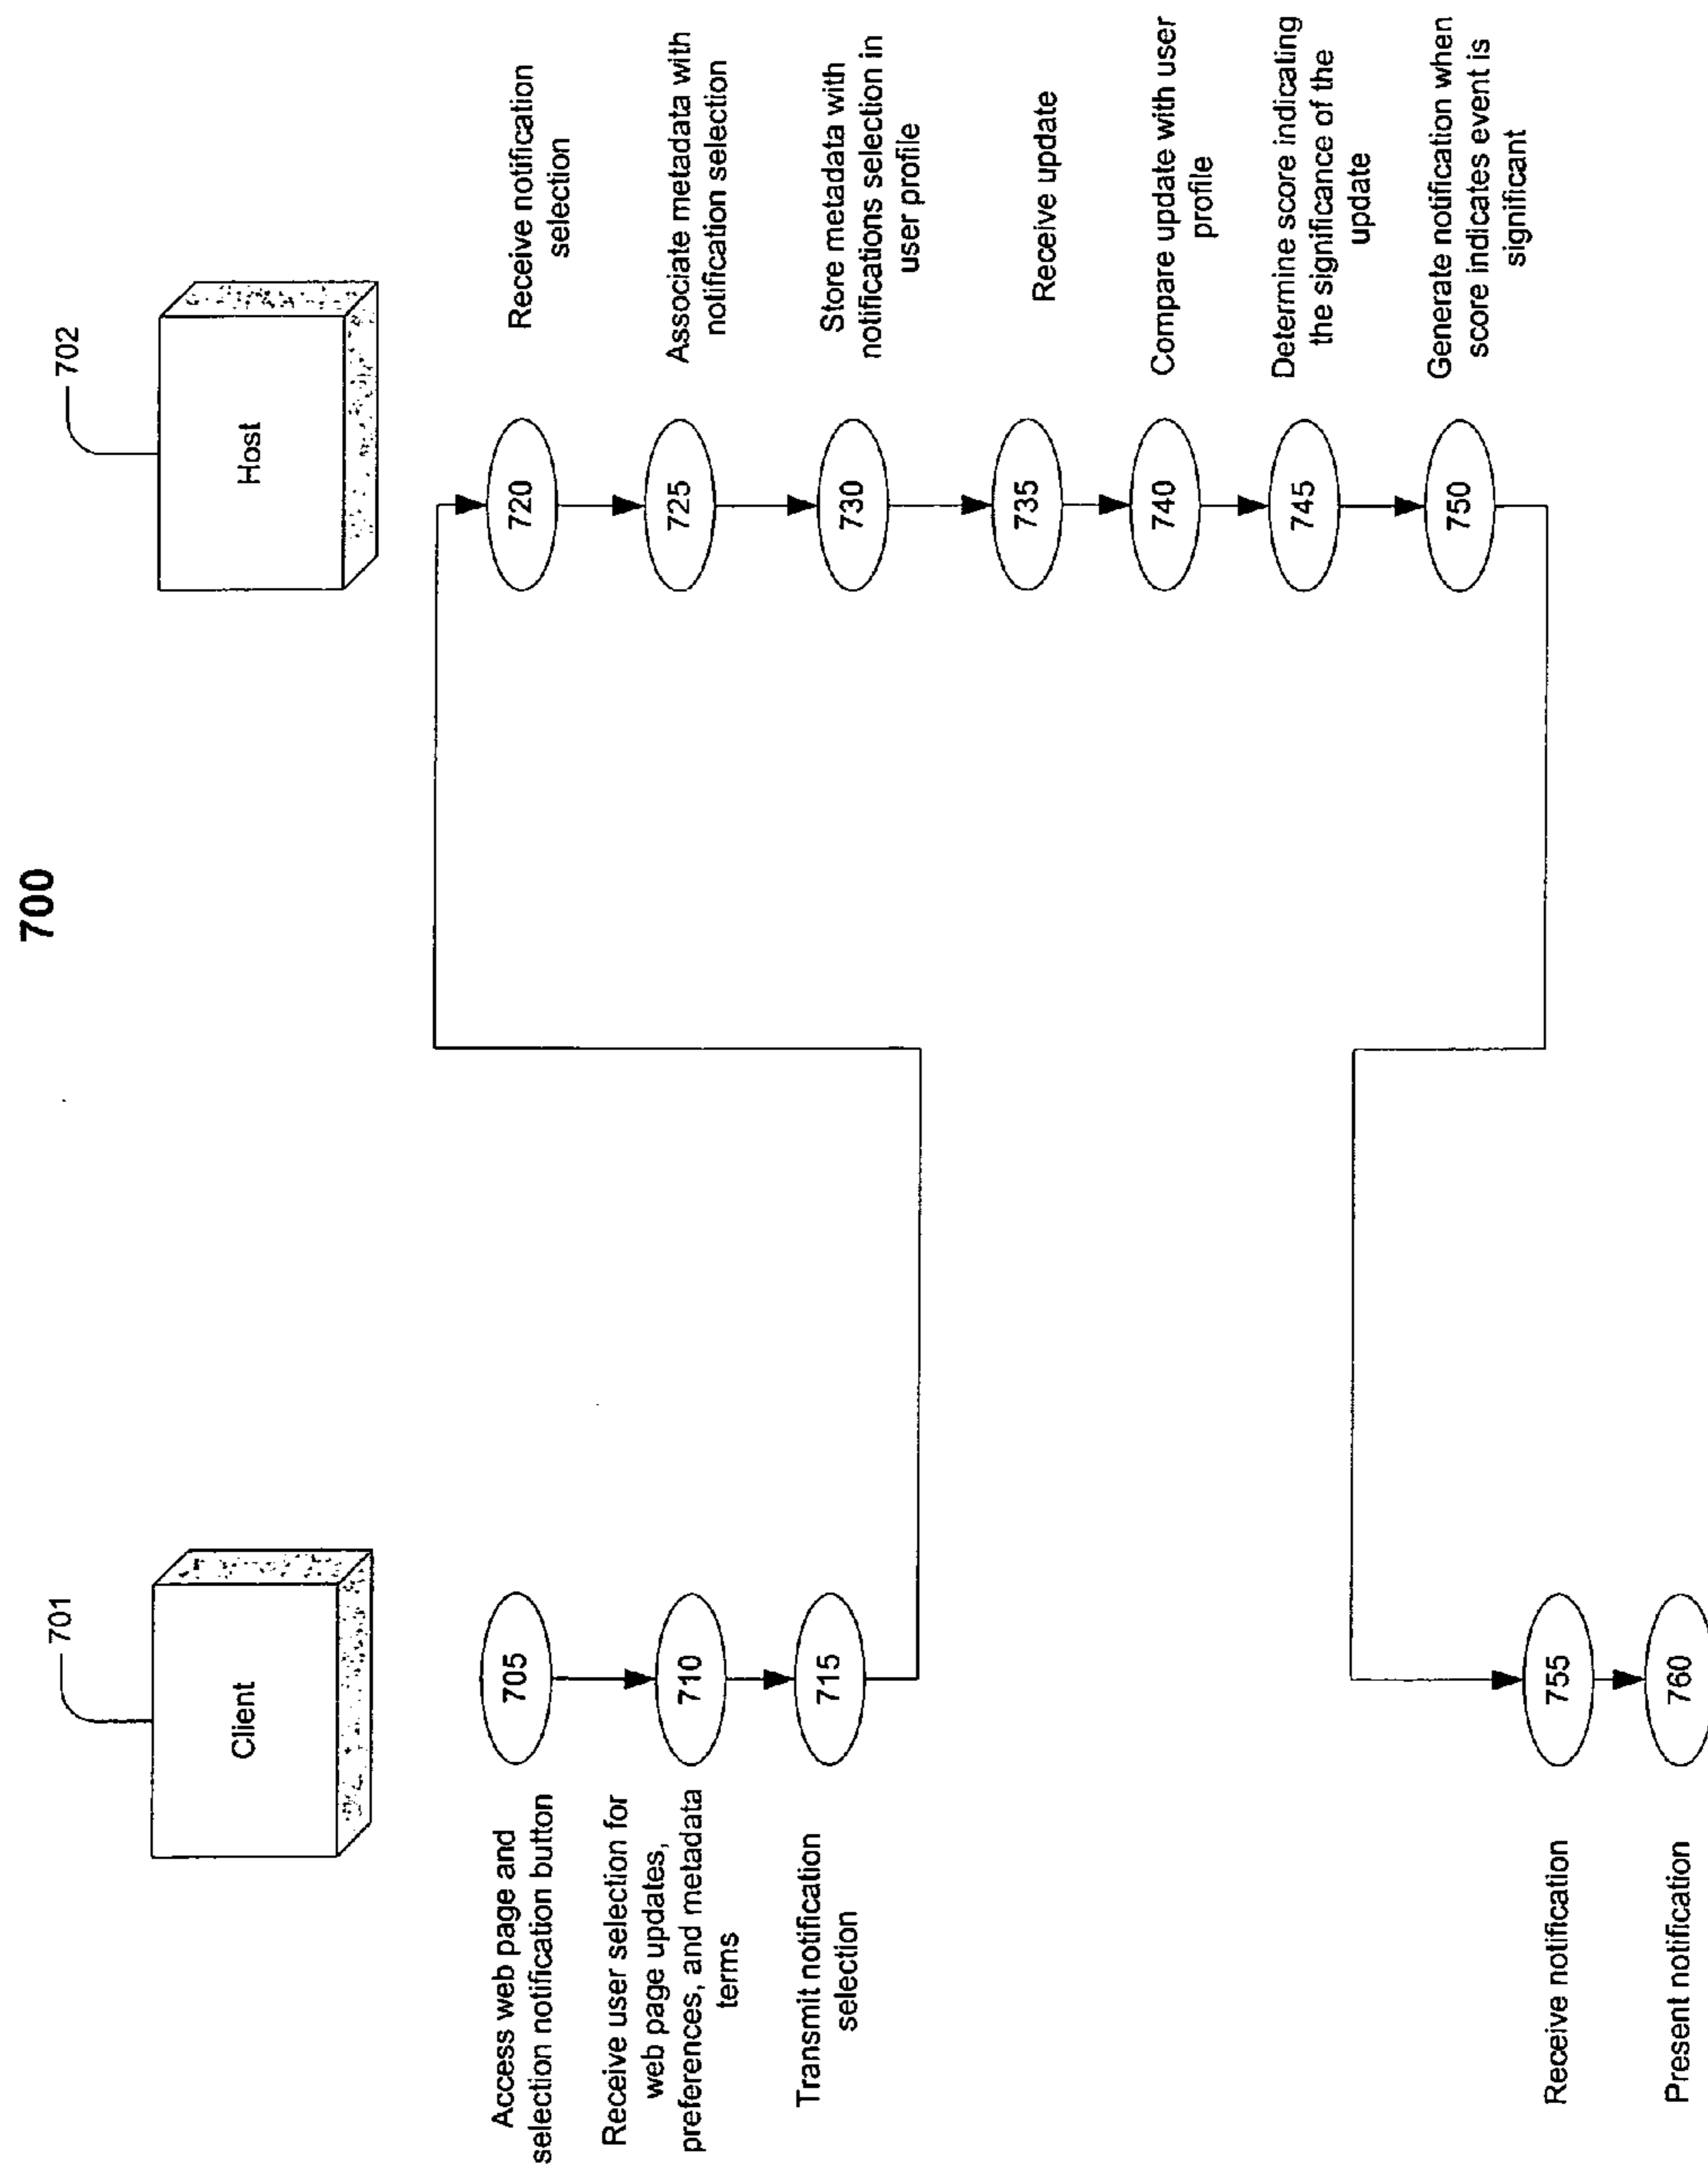 700
701
Client
702
Host
Access web page and
selection notification button
705
Receive user selection for
web page updates,
preferences, and metadata
terms
710
Transmit notification
selection
715
720
Receive notification
selection
725
Associate metadata with
notification selection
730
Store metadata with
notifications selection in
user profile
735
Receive update
740
Compare update with user
profile
745
Determine score indicating
the significance of the
update
750
Generate notification when
score indicates event is
significant
Receive notification
755
Present notification
760